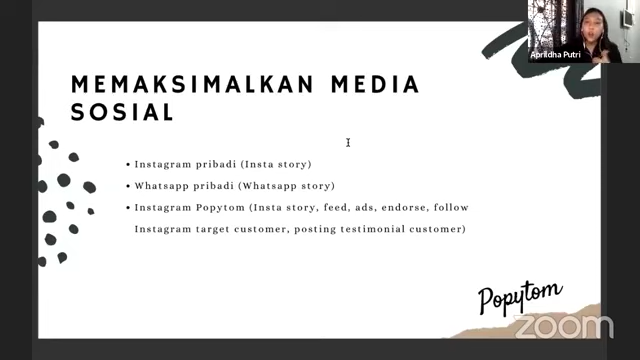 Aprildha Putri
MEMAKSIMALKAN MEDIA
SOSIAL
• Instagram pribadi (Insta story)
• Whatsapp pribadi (Whatsapp story)
• Instagram Popytom (Insta story, feed, ads, endorse, follow
Instagram target customer, posting testimonial customer)
Popytom
zoom